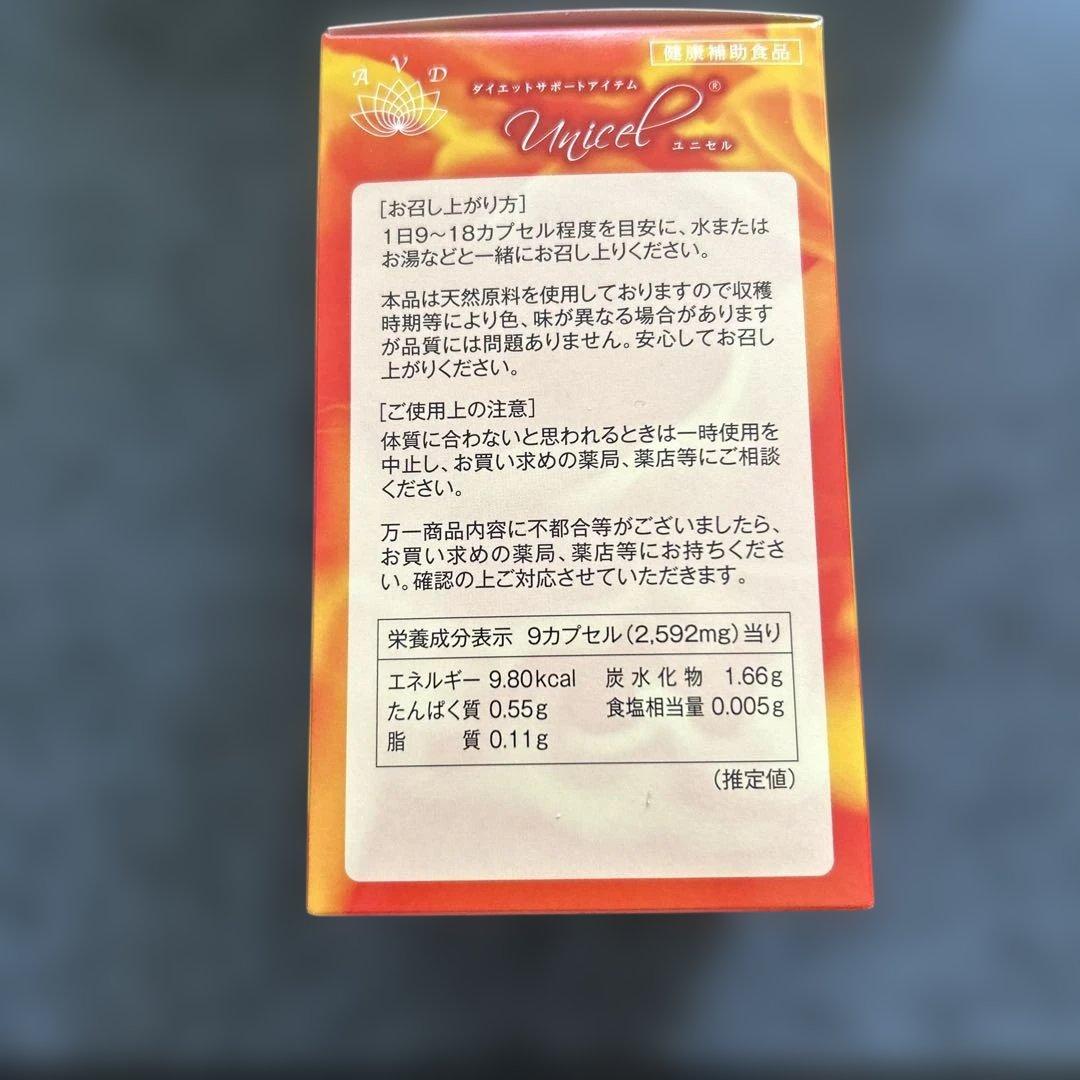 健康補助食品
AVD
ダイエットサポートアイテム
Unicel®
ユニセル
[お召し上がり方]
1日9～18カプセル程度を目安に、水または
お湯などと一緒にお召し上りください。
本品は天然原料を使用しておりますので収穫
時期等により色、味が異なる場合があります
が品質には問題ありません。安心してお召し
上がりください。
[ご使用上の注意]
体質に合わないと思われるときは一時使用を
中止し、お買い求めの薬局、薬店等にご相談
ください。
万一商品内容に不都合等がございましたら、
お買い求めの薬局、薬店等にお持ちくださ
い。確認の上ご対応させていただきます。
栄養成分表示 9カプセル(2,592mg)当り
エネルギー 9.80kcal 炭水化物 1.66g
たんぱく質 0.55g 食塩相当量 0.005g
脂質 0.11g
(推定値)